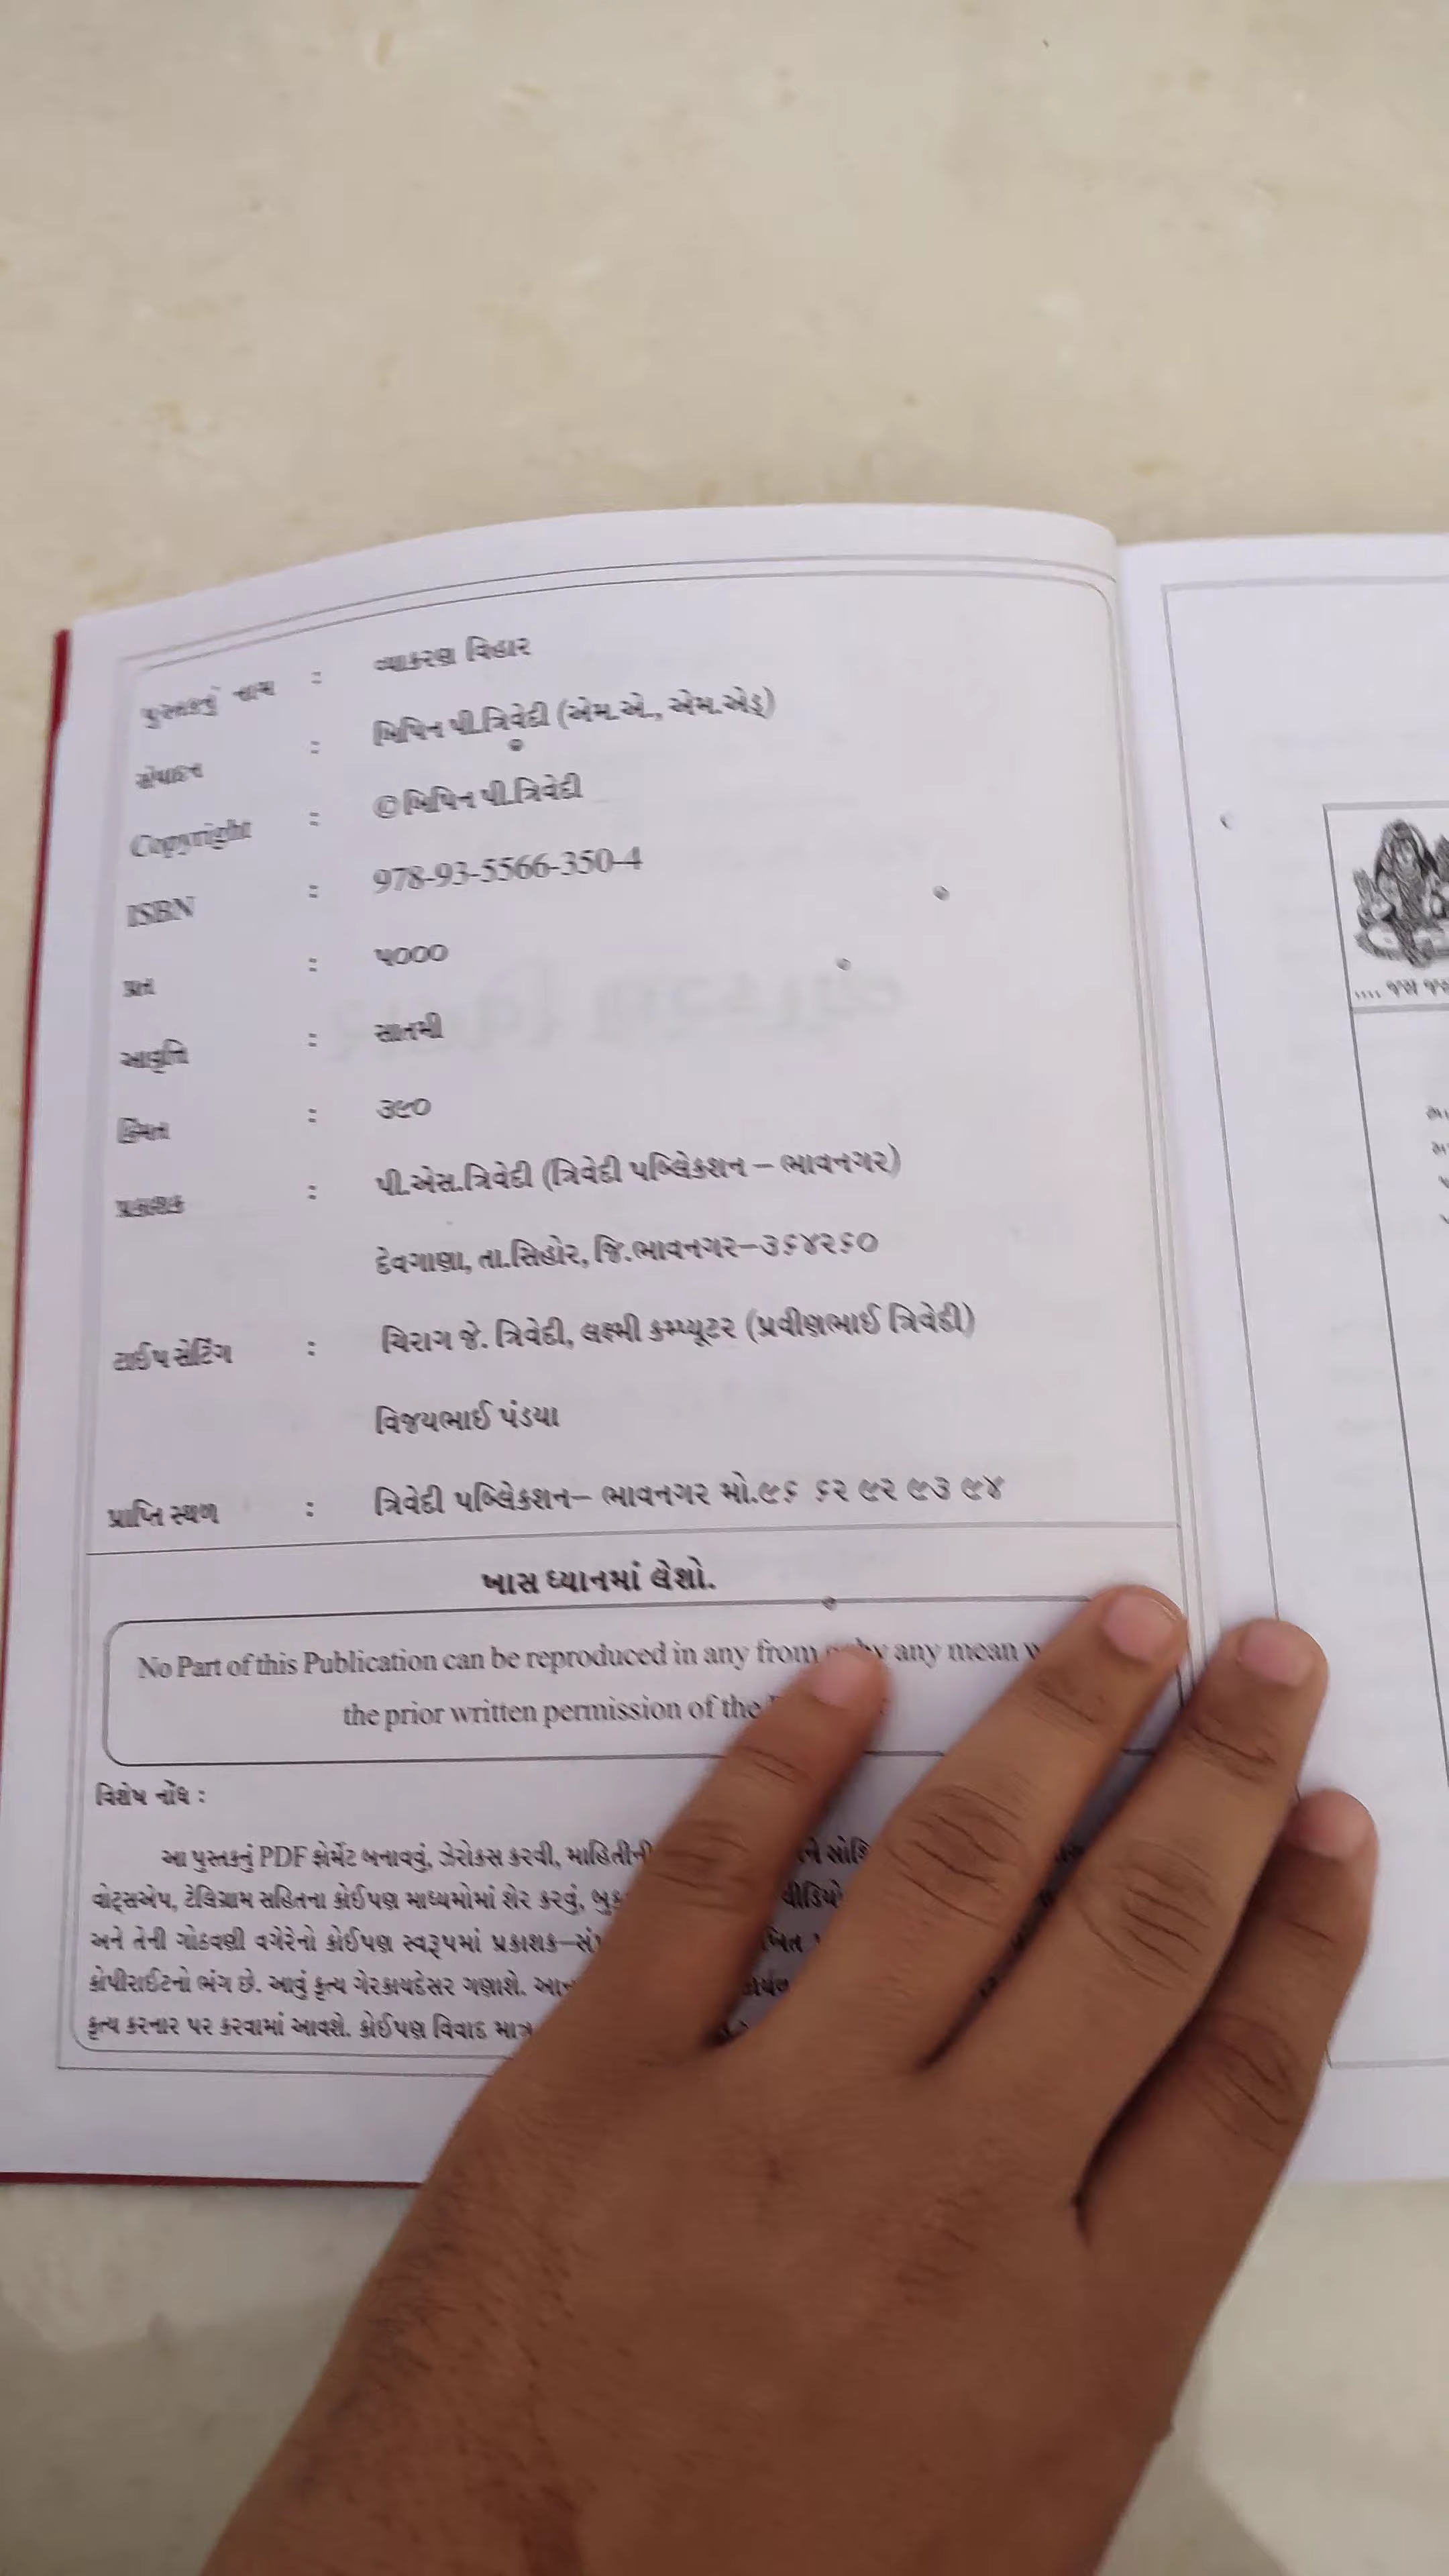 પુસ્તકનું નામ : વ્યાકરણ વિહાર
સંપાદન : બિપિન પી.ત્રિવેદી (એમ.એ., એમ.એડ્)
Copyright : ©બિપિન પી.ત્રિવેદી
ISBN : 978-93-5566-350-4
પ્રત : ૫૦૦૦
આવૃત્તિ : સાતમી
કિંમત : ૩૯૦
પ્રકાશક : પી.એસ.ત્રિવેદી (ત્રિવેદી પબ્લિકેશન – ભાવનગર)
દેવગાણા, તા.સિહોર, જિ.ભાવનગર–૩૬૪૨૬૦
ટાઈપ સેટિંગ : ચિરાગ જે. ત્રિવેદી, લક્ષ્મી કમ્પ્યૂટર (પ્રવીણભાઈ ત્રિવેદી)
વિજયભાઈ પંડયા
પ્રાપ્તિ સ્થળ : ત્રિવેદી પબ્લિકેશન– ભાવનગર મો.૯૬ ૬૨ ૯૨ ૯૩ ૯૪
ખાસ ધ્યાનમાં લેશો.
No Part of this Publication can be reproduced in any from any mean
the prior written permission of the
વિશેષ નોંધ :
આ પુસ્તકનું PDF ફોર્મેટ બનાવવું, ઝેરોક્સ કરવી, માહિતીની
વોટ્સએપ, ટેલિગ્રામ સહિતના કોઈપણ માધ્યમોમાં શેર કરવું,
અને તેની ગોઠવણી વગેરેનો કોઈપણ સ્વરૂપમાં પ્રકાશક–
કોપીરાઈટનો ભંગ છે. આવું કૃત્ય ગેરકાયદેસર ગણાશે.
કૃત્ય કરનાર પર કરવામાં આવશે. કોઈપણ વિવાદ માત્ર
.... જય